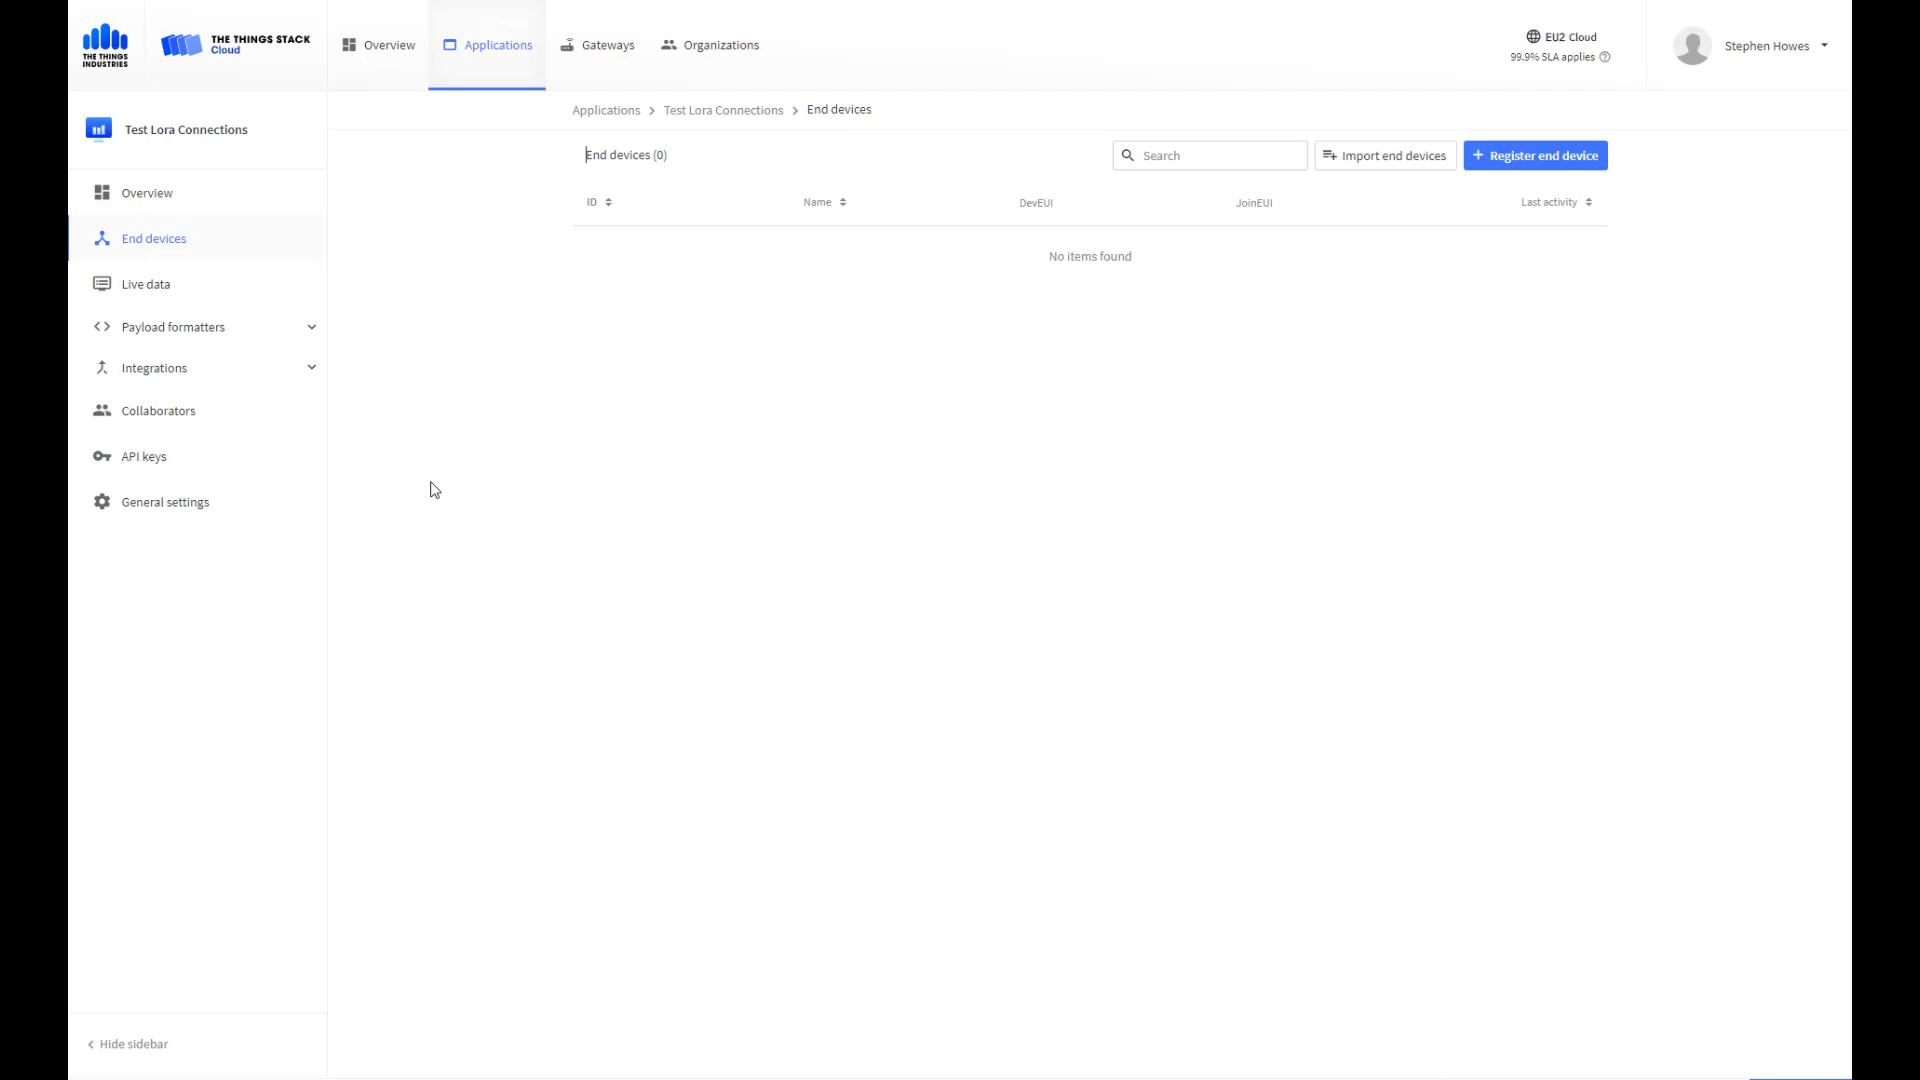 THE THINGS
INDUSTRIES
THE THINGS STACK
Cloud
Overview
Applications
Gateways
Organizations
EU2 Cloud
99.9% SLA applies
Stephen Howes
Test Lora Connections
Overview
End devices
Live data
Payload formatters
Integrations
Collaborators
API keys
General settings
Hide sidebar
Applications > Test Lora Connections > End devices
End devices (0)
Search
Import end devices
+ Register end device
ID Name DevEUI JoinEUI Last activity
No items found